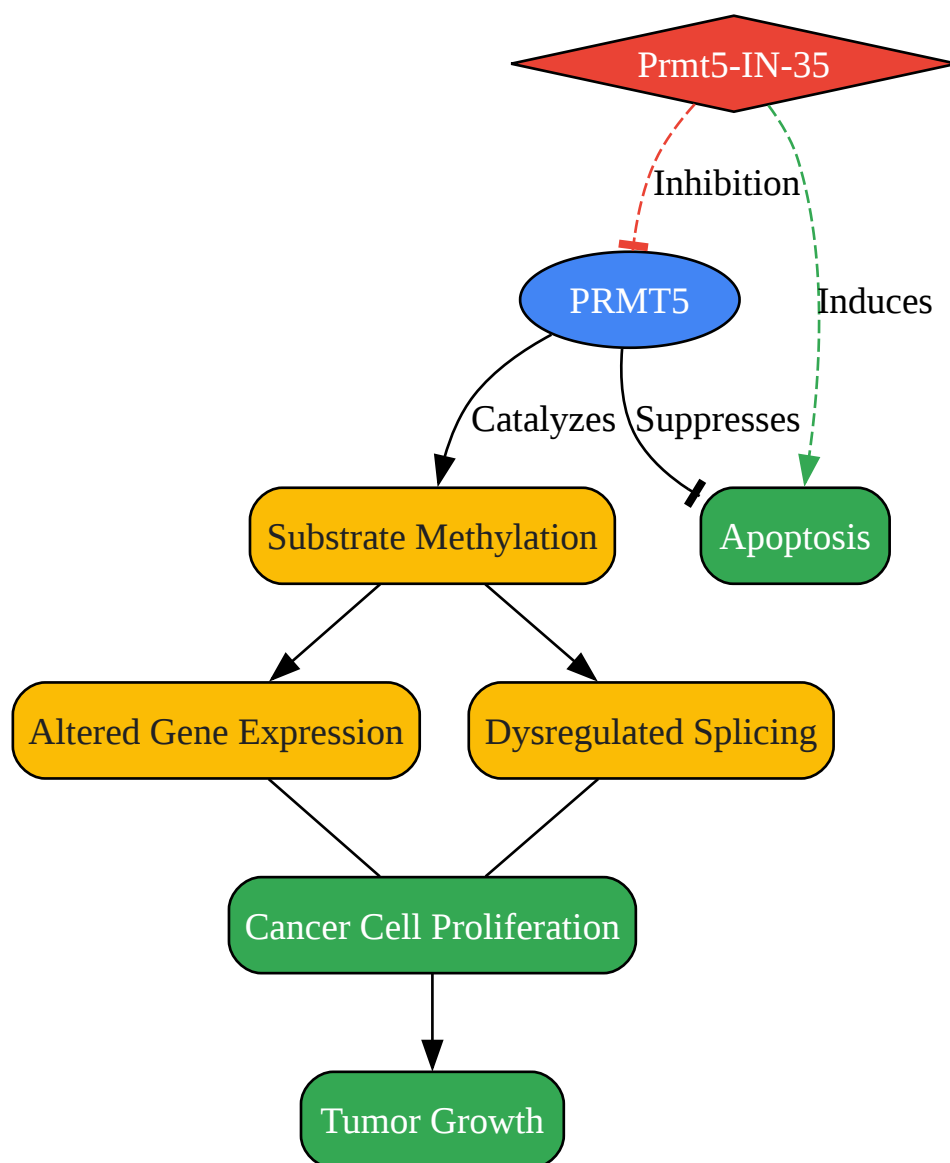 Prmt5-IN-35
Inhibition
PRMT5
Induces
Catalyzes
Suppresses
Substrate Methylation
Apoptosis
Altered Gene Expression
Dysregulated Splicing
Cancer Cell Proliferation
Tumor Growth